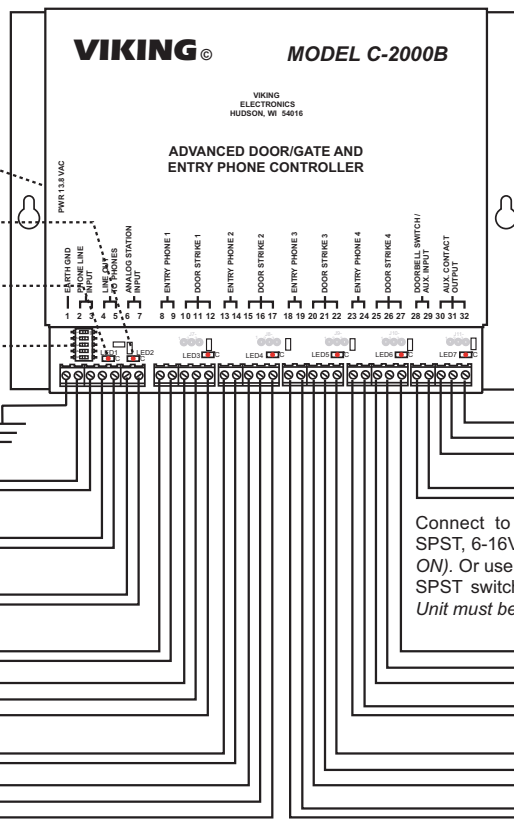 VIKING©
MODEL C-2000B
VIKING
ELECTRONICS
HUDSON, WI 54016
ADVANCED DOOR/GATE AND
ENTRY PHONE CONTROLLER
PWR 13.8 VAC
EARTH GND
PHONE LINE
INPUT
LINE OUT
TO PHONES
ANALOG STATION
INPUT
ENTRY PHONE 1
DOOR STRIKE 1
ENTRY PHONE 2
DOOR STRIKE 2
ENTRY PHONE 3
DOOR STRIKE 3
ENTRY PHONE 4
DOOR STRIKE 4
DOORBELL SWITCH /
AUX. INPUT
AUX. CONTACT
OUTPUT
1 2 3 4 5 6 7 8 9 10 11 12 13 14 15 16 17 18 19 20 21 22 23 24 25 26 27 28 29 30 31 32
LED1 LED2 LED3 LED4 LED5 LED6 LED7
Connect to
SPST, 6-16V
ON). Or use
SPST switch
Unit must be